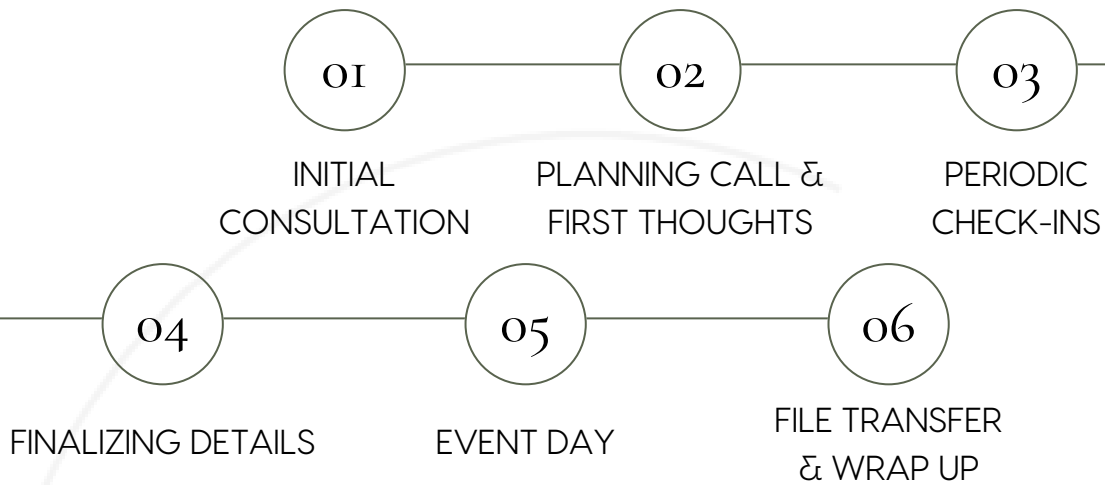 01
02
03
INITIAL
CONSULTATION
PLANNING CALL &
FIRST THOUGHTS
PERIODIC
CHECK-INS
04
05
06
FINALIZING DETAILS
EVENT DAY
FILE TRANSFER
& WRAP UP